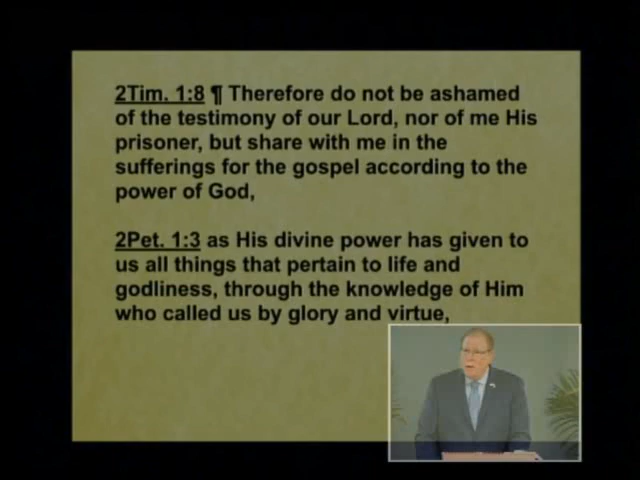 2Tim. 1:8 ¶ Therefore do not be ashamed
of the testimony of our Lord, nor of me His
prisoner, but share with me in the
sufferings for the gospel according to the
power of God,
2Pet. 1:3 as His divine power has given to
us all things that pertain to life and
godliness, through the knowledge of Him
who called us by glory and virtue,